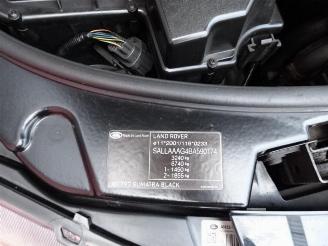 LAND ROVER
e11*2001/116*0233
SALLAAAG4BA590174
3240 kg
6740 kg
1- 1450 kg
2- 1855 kg
SUMATRA BLACK